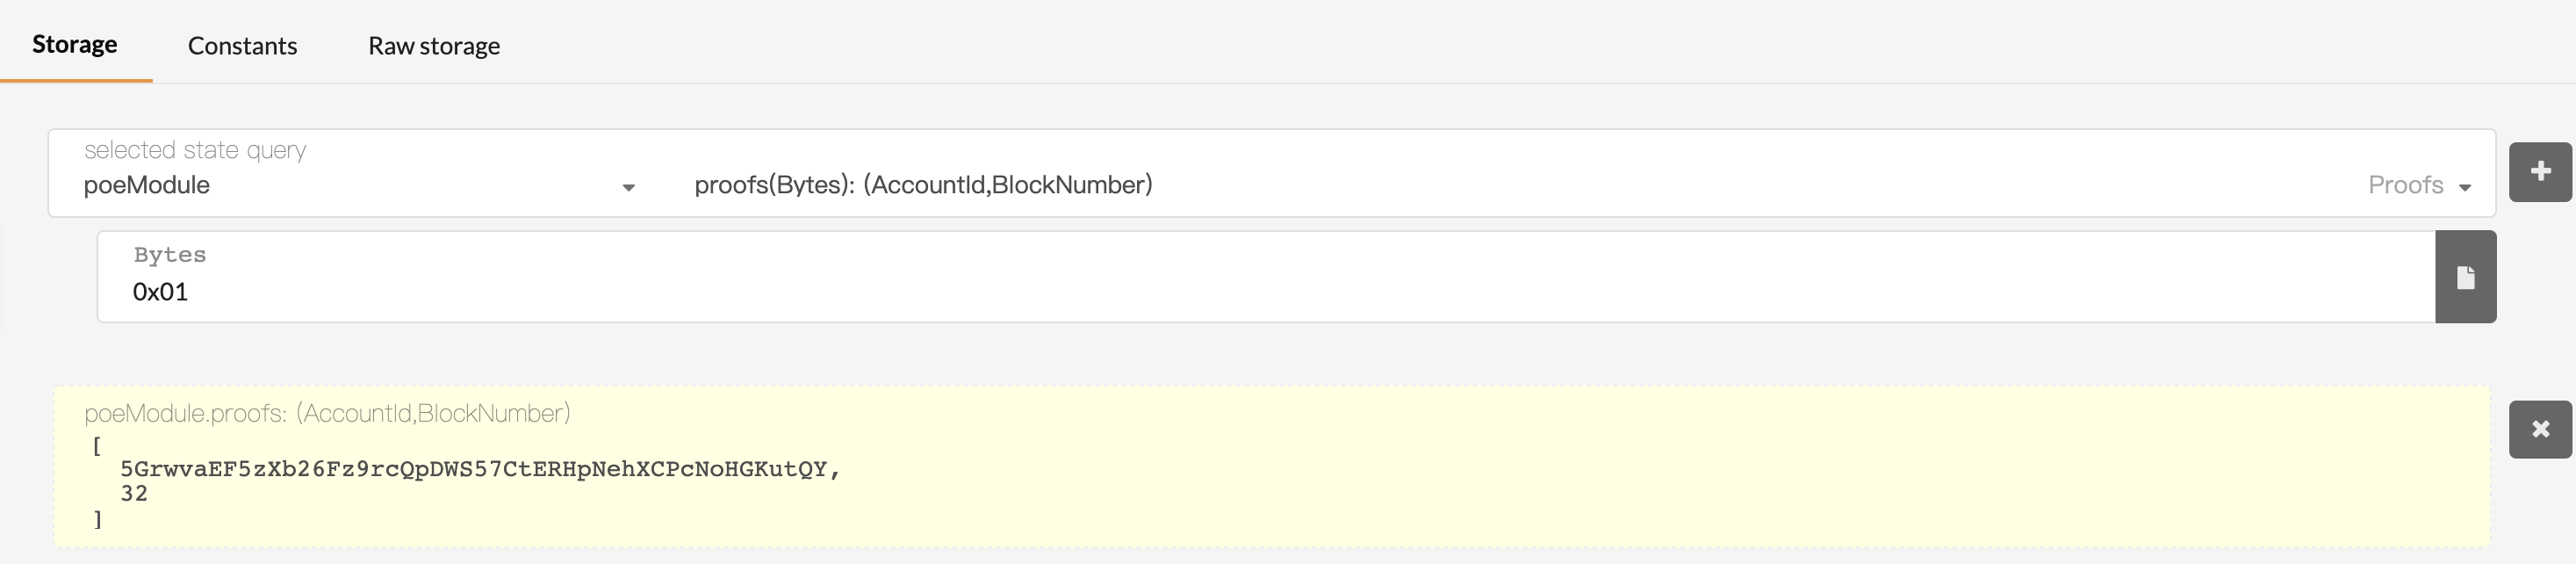 Storage Constants Raw storage
selected state query
poeModule proofs(Bytes): (AccountId,BlockNumber) Proofs
Bytes
0x01
poeModule.proofs: (AccountId,BlockNumber)
[
5GrwvaEF5zXb26Fz9rcQpDWS57CtERHpNehXCPcNoHGKutQY,
32
]